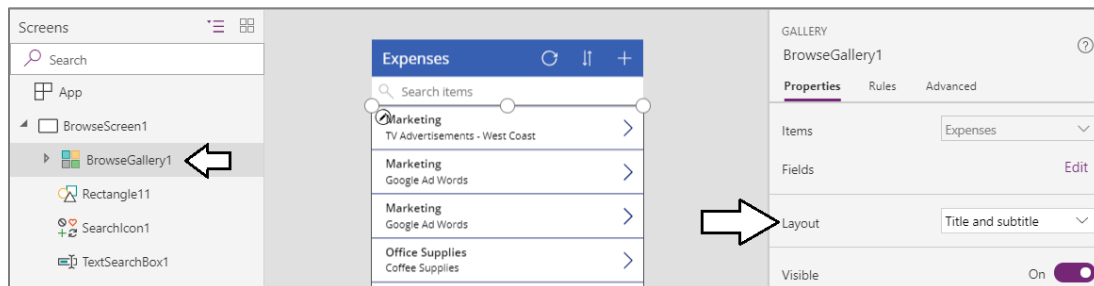 Screens
Search
App
BrowseScreen1
BrowseGallery1
Rectangle11
SearchIcon1
TextSearchBox1
Expenses
Search items
Marketing
TV Advertisements - West Coast
Marketing
Google Ad Words
Marketing
Google Ad Words
Office Supplies
Coffee Supplies
GALLERY
BrowseGallery1
?
Properties Rules Advanced
Items Expenses
Fields Edit
Layout Title and subtitle
Visible On